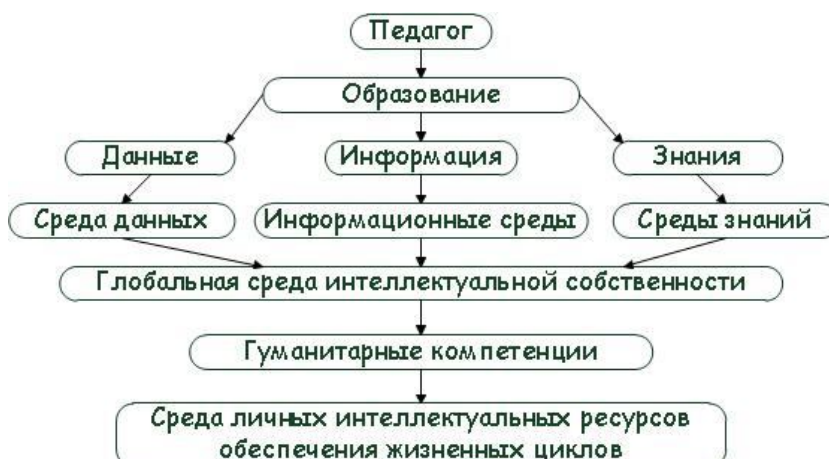 Педагог
Образование
Данные
Информация
Знания
Среда данных
Информационные среды
Среды знаний
Глобальная среда интеллектуальной собственности
Гуманитарные компетенции
Среда личных интеллектуальных ресурсов
обеспечения жизненных циклов